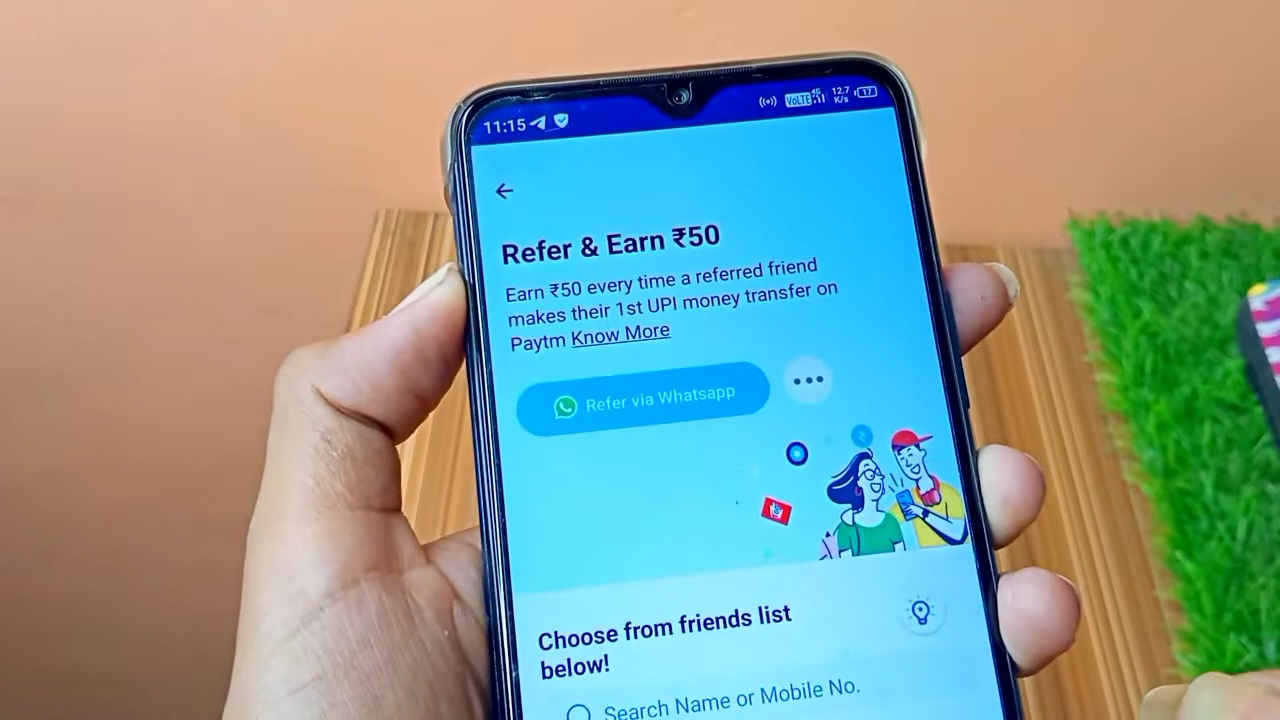 11:15
VoLTE 4G 12.7 K/s 17
Refer & Earn ₹50
Earn ₹50 every time a referred friend
makes their 1st UPI money transfer on
Paytm Know More
Refer via Whatsapp
₹
Choose from friends list
below!
Search Name or Mobile No.